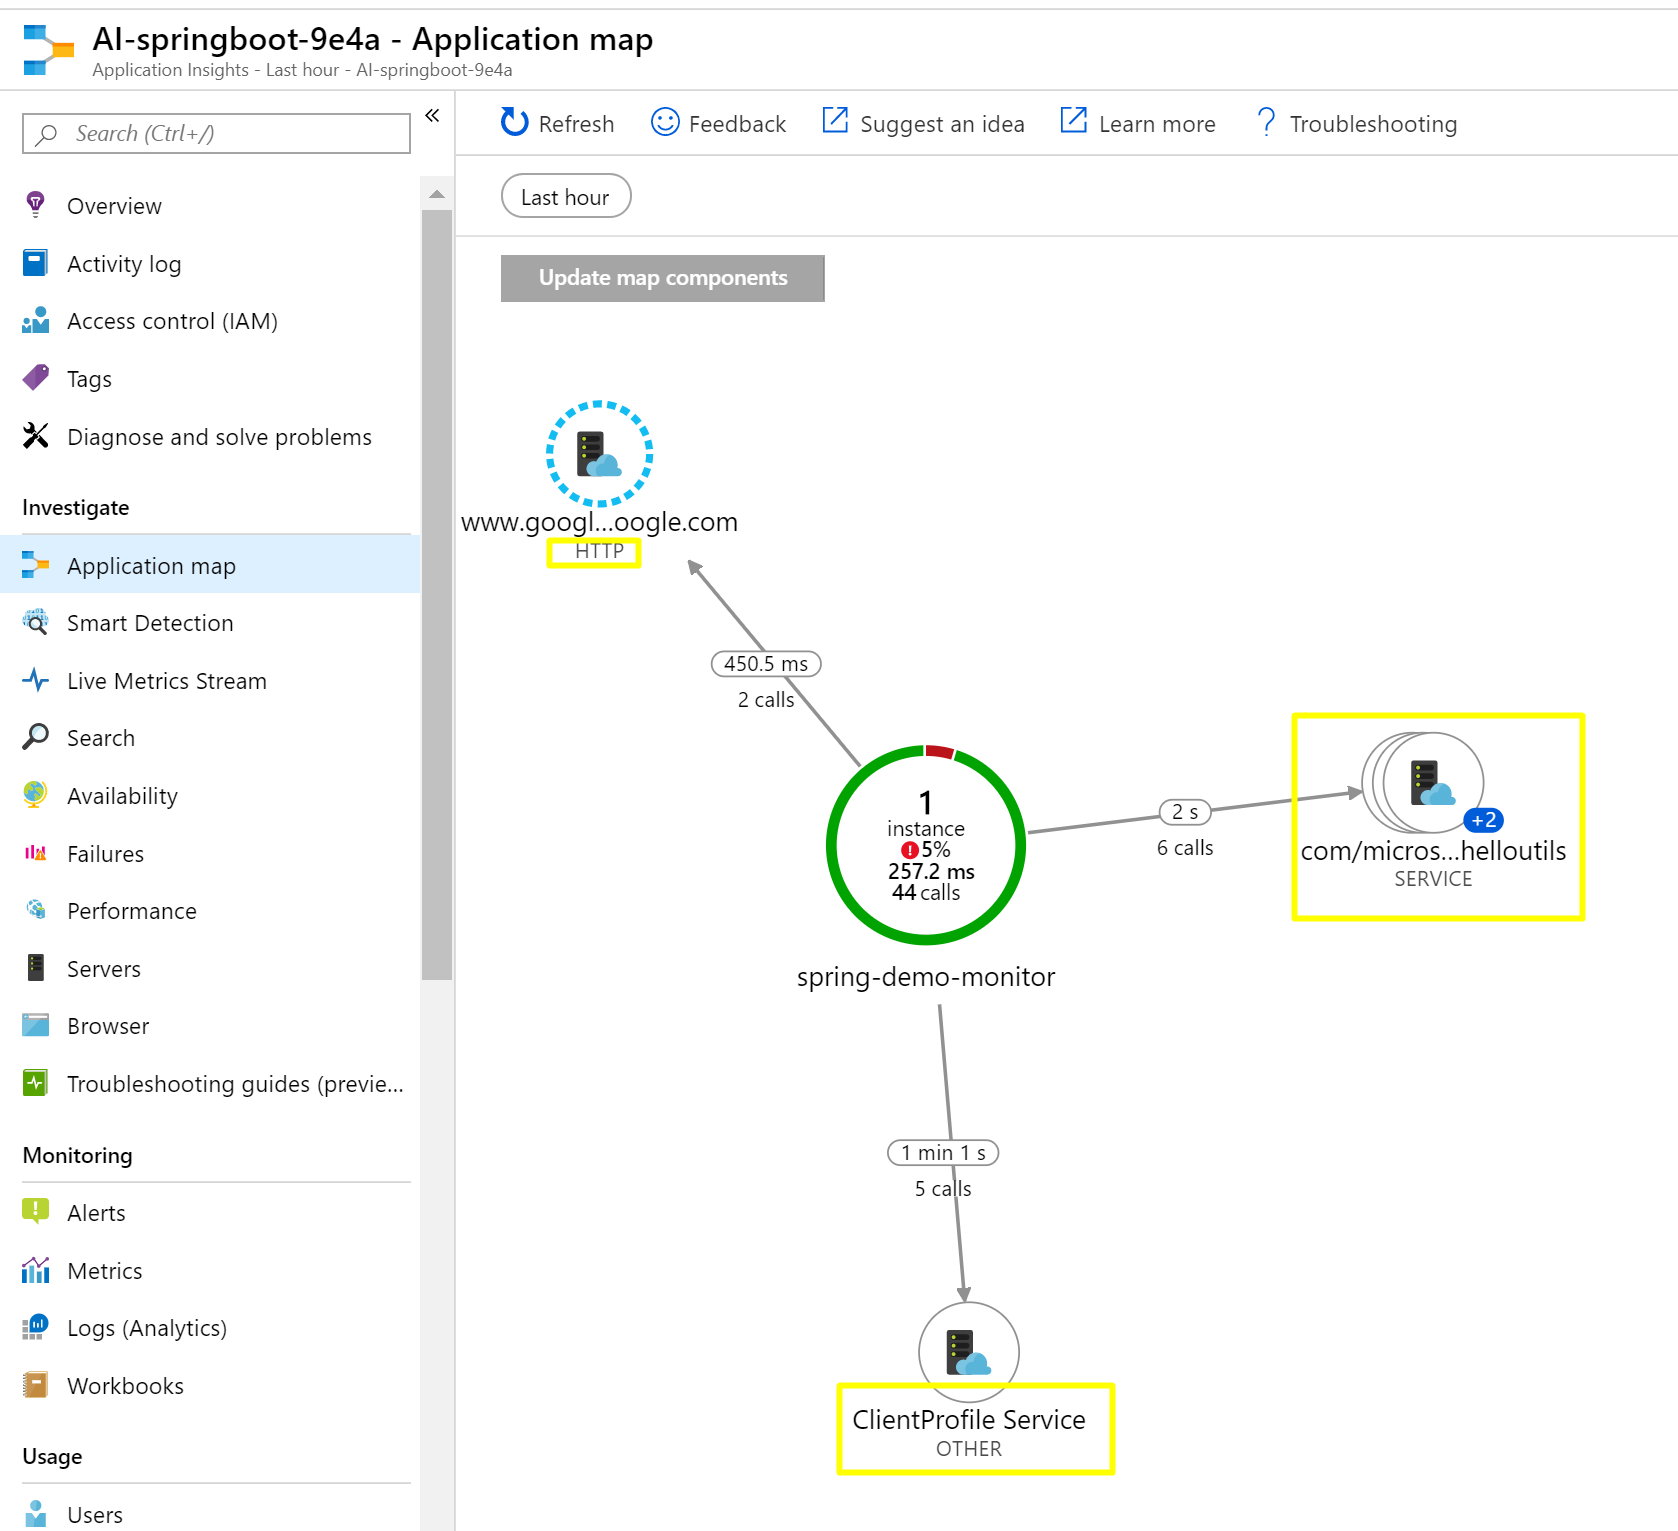 AI-springboot-9e4a - Application map
Application Insights - Last hour - AI-springboot-9e4a
Search (Ctrl+/)
«
Overview
Activity log
Access control (IAM)
Tags
Diagnose and solve problems
Investigate
Application map
Smart Detection
Live Metrics Stream
Search
Availability
Failures
Performance
Servers
Browser
Troubleshooting guides (previe...
Monitoring
Alerts
Metrics
Logs (Analytics)
Workbooks
Usage
Users
Refresh
Feedback
Suggest an idea
Learn more
? Troubleshooting
Last hour
Update map components
www.googl...oogle.com
HTTP
450.5 ms
2 calls
1
instance
! 5%
257.2 ms
44 calls
spring-demo-monitor
2 s
6 calls
+2
com/micros...helloutils
SERVICE
1 min 1 s
5 calls
ClientProfile Service
OTHER